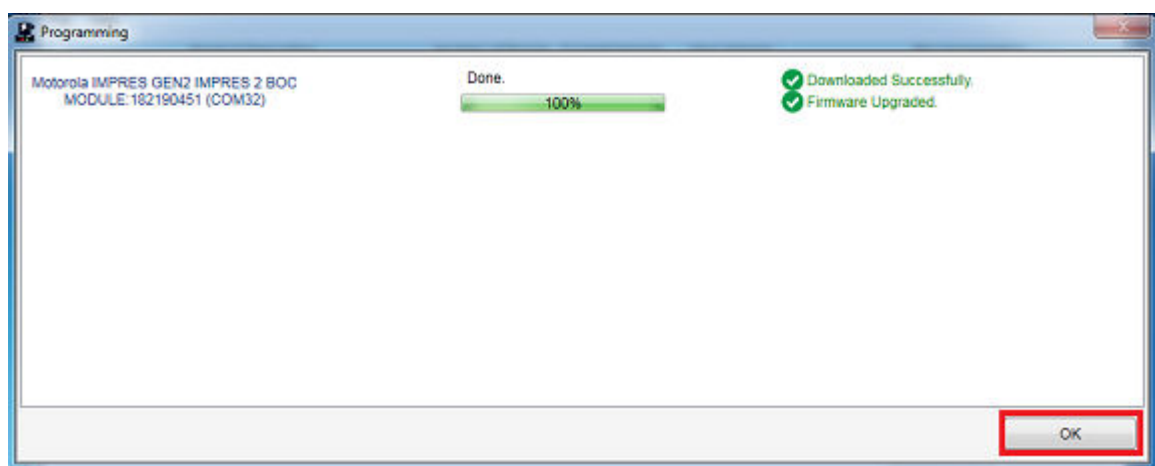 Programming
Motorola IMPRES GEN2 IMPRES 2 BOC
MODULE:182190451 (COM32)
Done.
100%
Downloaded Successfully.
Firmware Upgraded.
OK